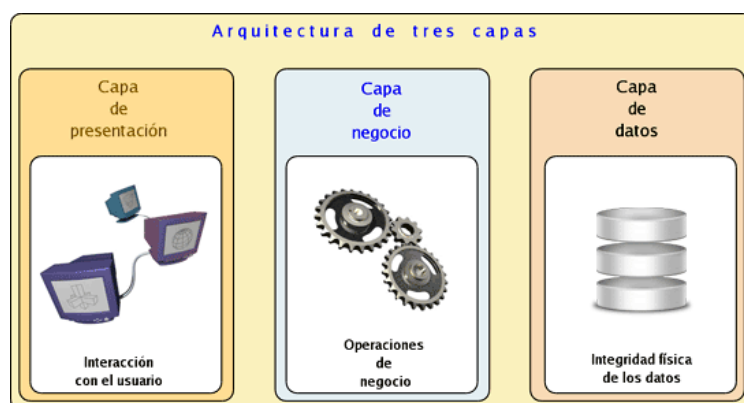 Arquitectura de tres capas
Capa
de
presentación
Interacción
con el usuario
Capa
de
negocio
Operaciones
de
negocio
Capa
de
datos
Integridad física
de los datos